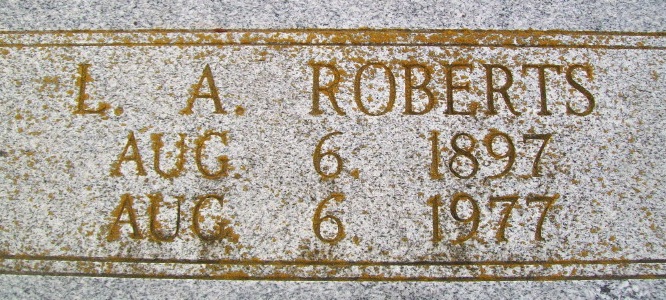 L. A. ROBERTS
AUG. 6. 1897
AUG. 6 1977